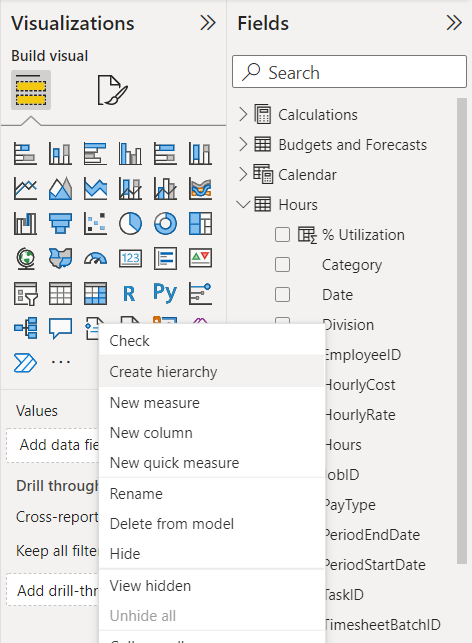 Visualizations
Build visual
123
R
Py
Values
Add data fie
Drill throug
Cross-report
Keep all filter
Add drill-thr
Check
Create hierarchy
New measure
New column
New quick measure
Rename
Delete from model
Hide
View hidden
Unhide all
Fields
Search
Calculations
Budgets and Forecasts
Calendar
Hours
% Utilization
Category
Date
Division
EmployeeID
HourlyCost
HourlyRate
Hours
JobID
PayType
PeriodEndDate
PeriodStartDate
TaskID
TimesheetBatchID